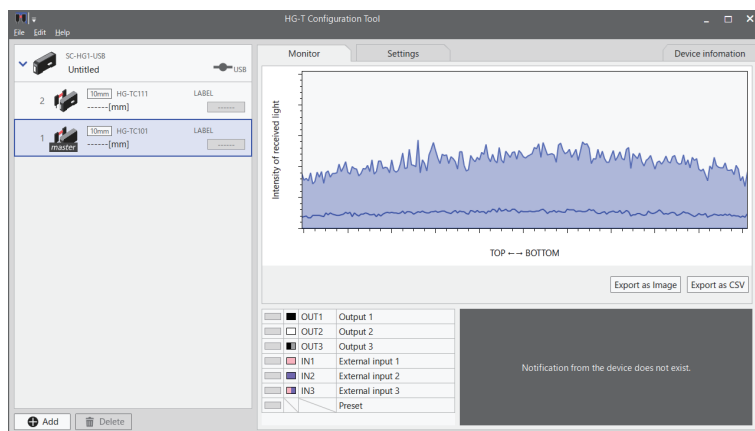 HG-T Configuration Tool
File Edit Help
SC-HG1-USB
Untitled
USB
2 10mm HG-TC111 LABEL
------[mm] ------
1 10mm HG-TC101 LABEL
master ------[mm] ------
Add Delete
Monitor Settings Device infomation
Intensity of received light
TOP ←→ BOTTOM
Export as Image Export as CSV
OUT1 Output 1
OUT2 Output 2
OUT3 Output 3
IN1 External input 1
IN2 External input 2
IN3 External input 3
Preset
Notification from the device does not exist.